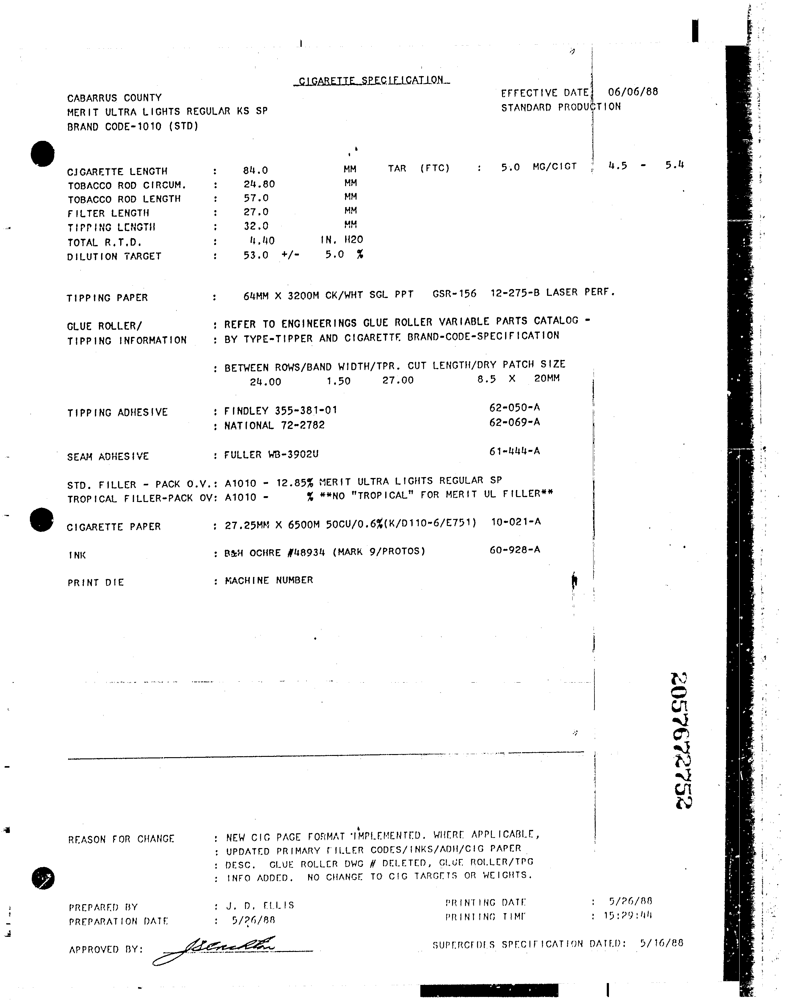 CIGARETTE SPECIFICATION
CABARRUS COUNTY
MERIT ULTRA LIGHTS REGULAR KS SP
BRAND CODE-1010 (STD)
EFFECTIVE DATE 06/06/88
STANDARD PRODUCTION
CIGARETTE LENGTH : 84.0 MM TAR (FTC) : 5.0 MG/CIGT : 4.5 - 5.4
TOBACCO ROD CIRCUM. : 24.80 MM
TOBACCO ROD LENGTH : 57.0 MM
FILTER LENGTH : 27.0 MM
TIPPING LENGTH : 32.0 MM
TOTAL R.T.D. : 4.40 IN. H2O
DILUTION TARGET : 53.0 +/- 5.0 %
TIPPING PAPER : 64MM X 3200M CK/WHT SGL PPT GSR-156 12-275-B LASER PERF.
GLUE ROLLER/ : REFER TO ENGINEERINGS GLUE ROLLER VARIABLE PARTS CATALOG -
TIPPING INFORMATION : BY TYPE-TIPPER AND CIGARETTE BRAND-CODE-SPECIFICATION
: BETWEEN ROWS/BAND WIDTH/TPR. CUT LENGTH/DRY PATCH SIZE
24.00 1.50 27.00 8.5 X 20MM
TIPPING ADHESIVE : FINDLEY 355-381-01 62-050-A
: NATIONAL 72-2782 62-069-A
SEAM ADHESIVE : FULLER WB-3902U 61-444-A
STD. FILLER - PACK O.V.: A1010 - 12.85% MERIT ULTRA LIGHTS REGULAR SP
TROPICAL FILLER-PACK OV: A1010 - % **NO "TROPICAL" FOR MERIT UL FILLER**
CIGARETTE PAPER : 27.25MM X 6500M 50CU/0.6%(K/D110-6/E751) 10-021-A
INK : B&H OCHRE #48934 (MARK 9/PROTOS) 60-928-A
PRINT DIE : MACHINE NUMBER
2057672752
REASON FOR CHANGE : NEW CIG PAGE FORMAT IMPLEMENTED. WHERE APPLICABLE,
: UPDATED PRIMARY FILLER CODES/INKS/ADH/CIG PAPER
: DESC. GLUE ROLLER DWG # DELETED, GLUE ROLLER/TPG
: INFO ADDED. NO CHANGE TO CIG TARGETS OR WEIGHTS.
PREPARED BY : J. D. ELLIS PRINTING DATE : 5/26/88
PREPARATION DATE : 5/26/88 PRINTING TIME : 15:29:44
APPROVED BY: SUPERCEDES SPECIFICATION DATED: 5/16/88